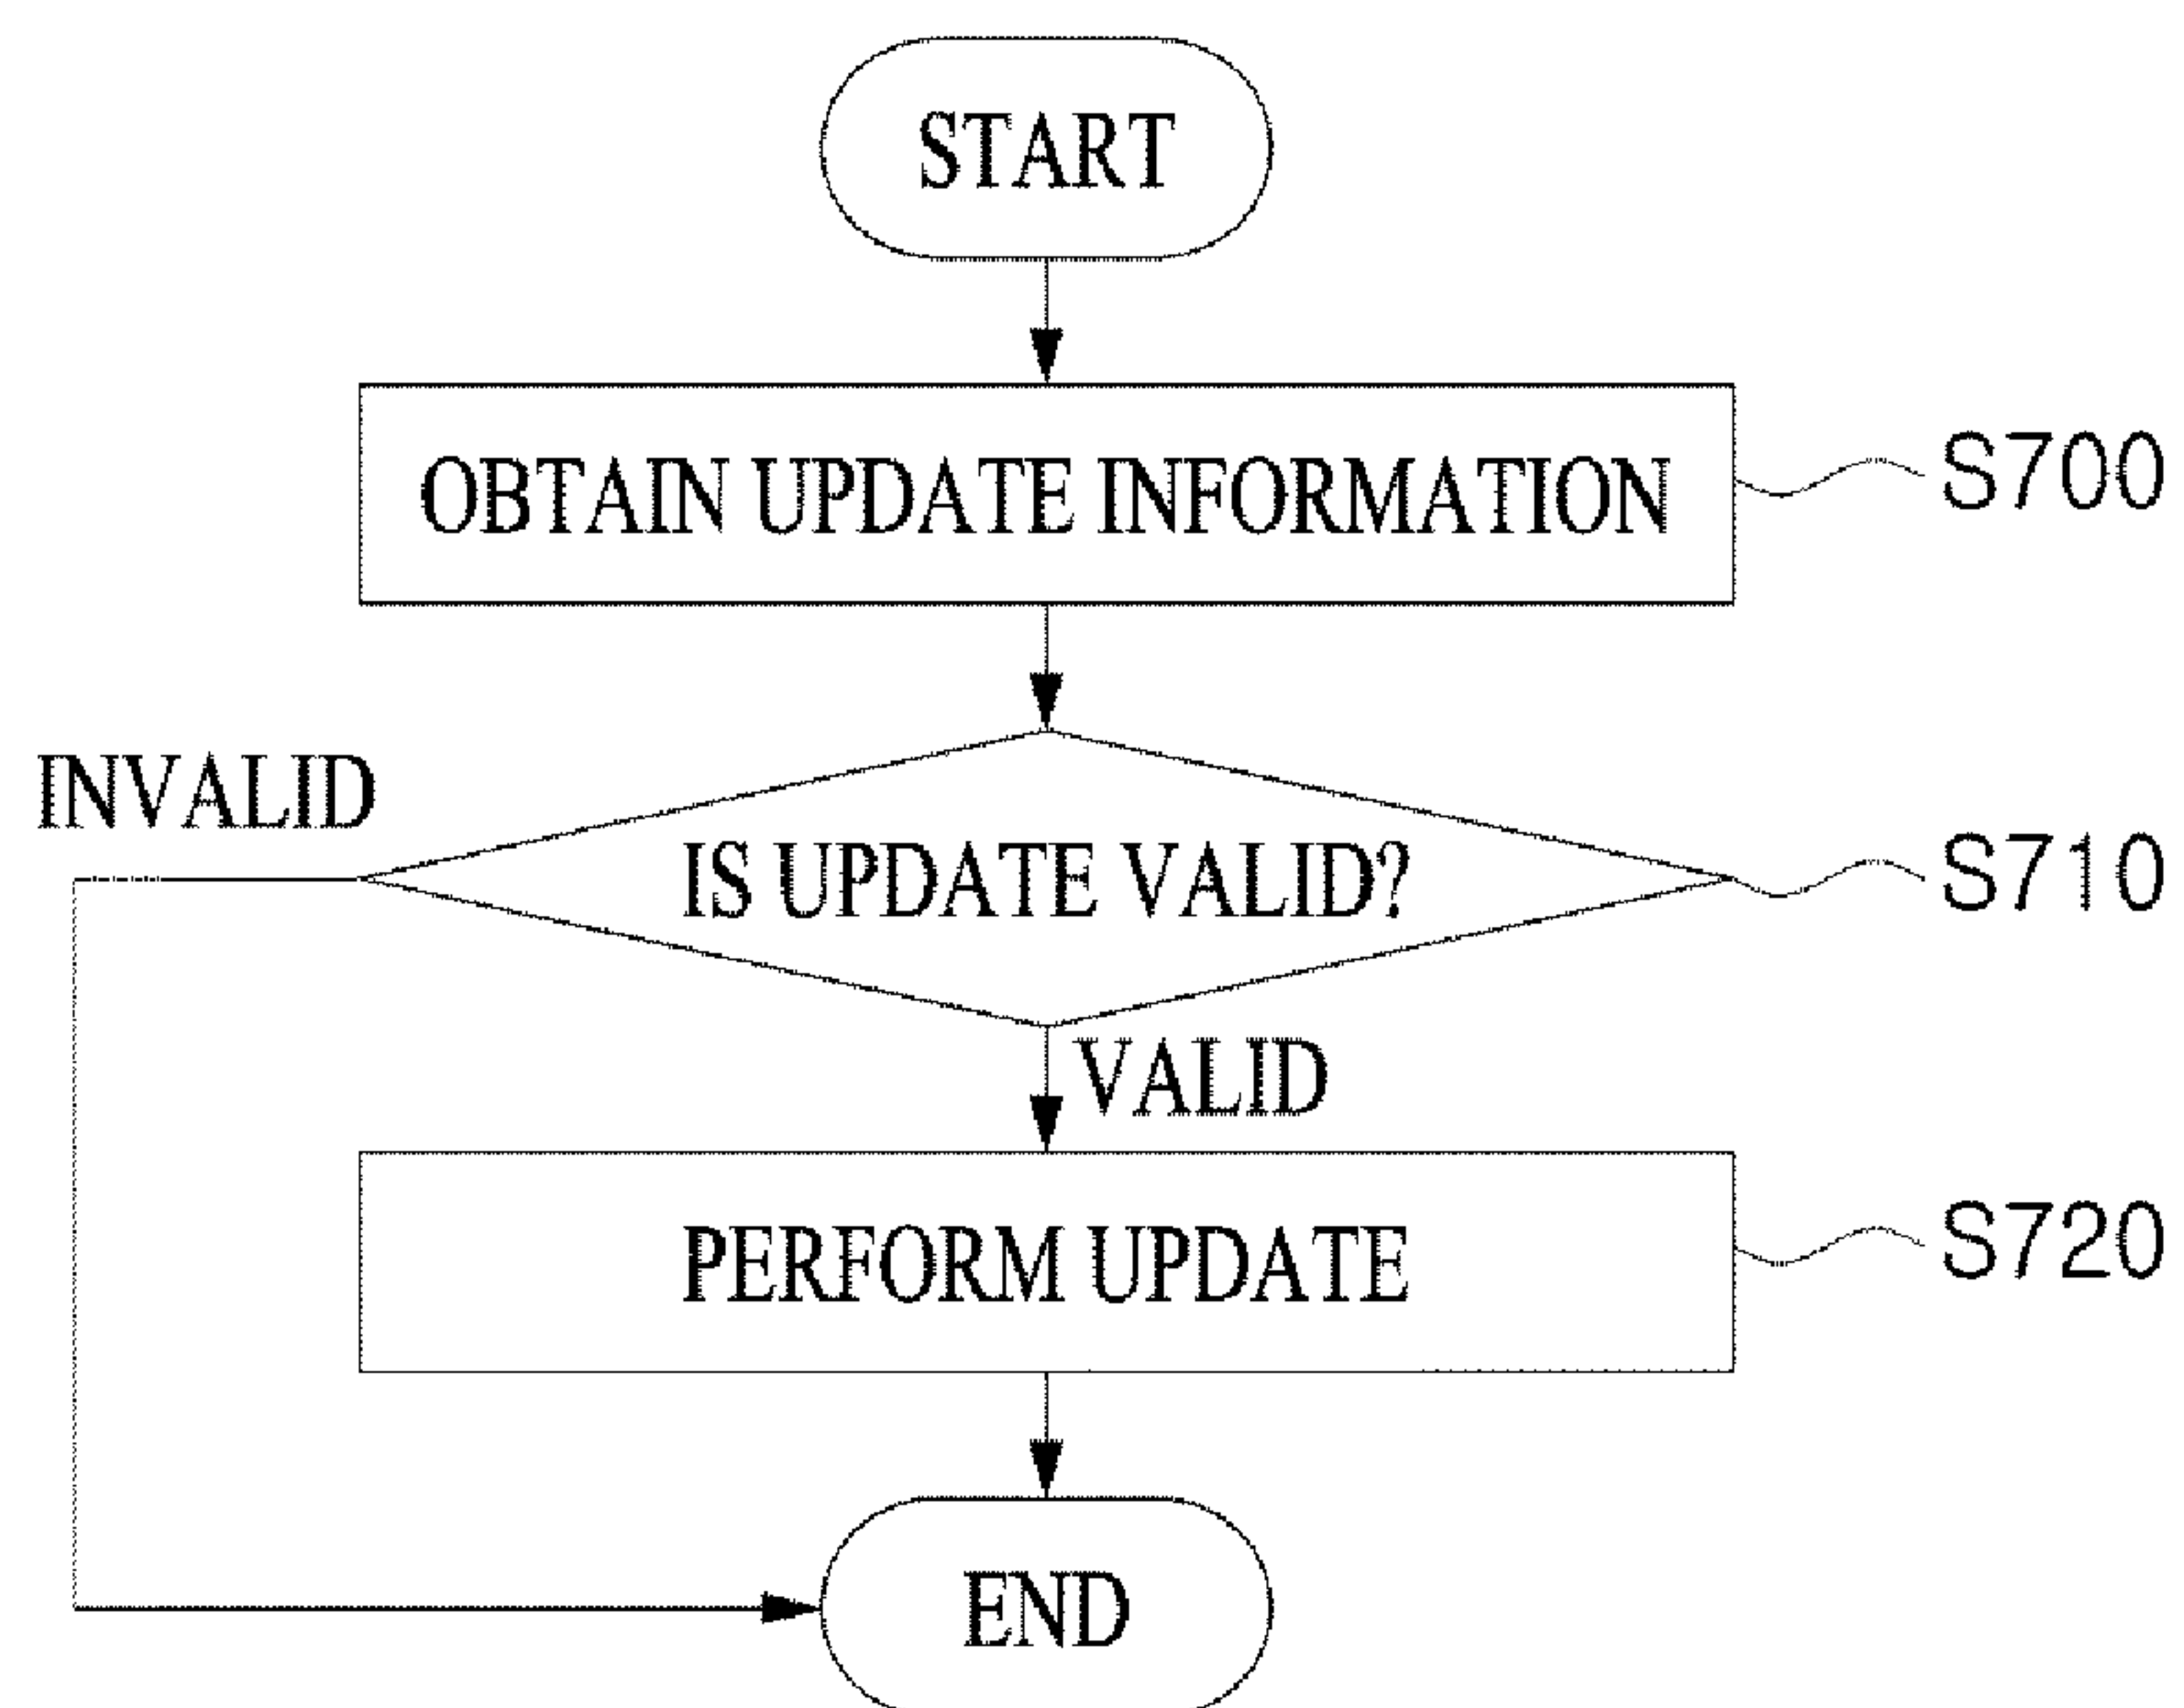 START
OBTAIN UPDATE INFORMATION
S700
INVALID
IS UPDATE VALID?
S710
VALID
PERFORM UPDATE
S720
END